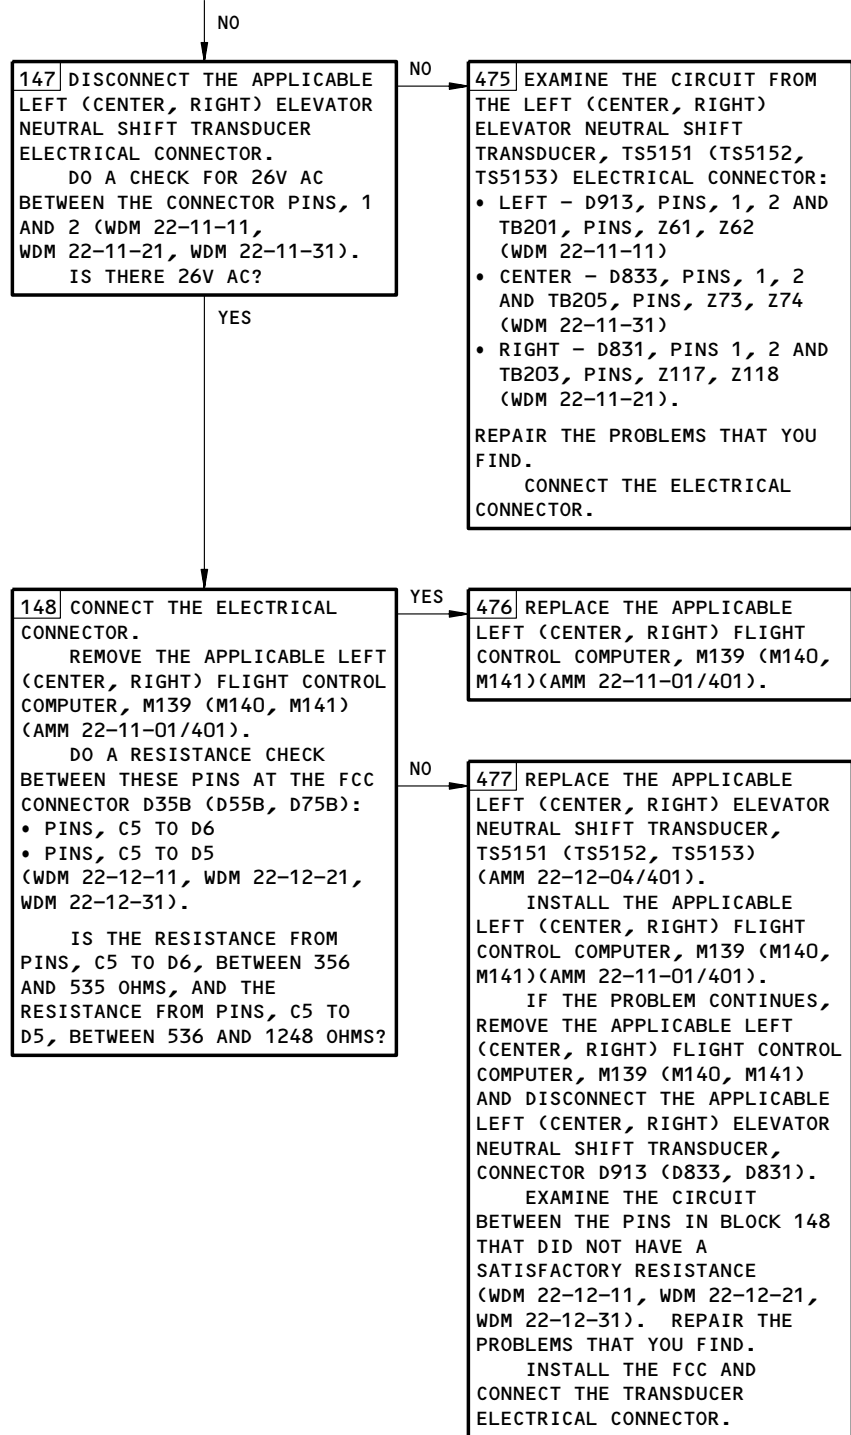 NO
147 DISCONNECT THE APPLICABLE
LEFT (CENTER, RIGHT) ELEVATOR
NEUTRAL SHIFT TRANSDUCER
ELECTRICAL CONNECTOR.
DO A CHECK FOR 26V AC
BETWEEN THE CONNECTOR PINS, 1
AND 2 (WDM 22-11-11,
WDM 22-11-21, WDM 22-11-31).
IS THERE 26V AC?
NO
475 EXAMINE THE CIRCUIT FROM
THE LEFT (CENTER, RIGHT)
ELEVATOR NEUTRAL SHIFT
TRANSDUCER, TS5151 (TS5152,
TS5153) ELECTRICAL CONNECTOR:
• LEFT - D913, PINS, 1, 2 AND
TB201, PINS, Z61, Z62
(WDM 22-11-11)
• CENTER - D833, PINS, 1, 2
AND TB205, PINS, Z73, Z74
(WDM 22-11-31)
• RIGHT - D831, PINS 1, 2 AND
TB203, PINS, Z117, Z118
(WDM 22-11-21).
REPAIR THE PROBLEMS THAT YOU
FIND.
CONNECT THE ELECTRICAL
CONNECTOR.
YES
148 CONNECT THE ELECTRICAL
CONNECTOR.
REMOVE THE APPLICABLE LEFT
(CENTER, RIGHT) FLIGHT CONTROL
COMPUTER, M139 (M140, M141)
(AMM 22-11-01/401).
DO A RESISTANCE CHECK
BETWEEN THESE PINS AT THE FCC
CONNECTOR D35B (D55B, D75B):
• PINS, C5 TO D6
• PINS, C5 TO D5
(WDM 22-12-11, WDM 22-12-21,
WDM 22-12-31).
IS THE RESISTANCE FROM
PINS, C5 TO D6, BETWEEN 356
AND 535 OHMS, AND THE
RESISTANCE FROM PINS, C5 TO
D5, BETWEEN 536 AND 1248 OHMS?
YES
476 REPLACE THE APPLICABLE
LEFT (CENTER, RIGHT) FLIGHT
CONTROL COMPUTER, M139 (M140,
M141)(AMM 22-11-01/401).
NO
477 REPLACE THE APPLICABLE
LEFT (CENTER, RIGHT) ELEVATOR
NEUTRAL SHIFT TRANSDUCER,
TS5151 (TS5152, TS5153)
(AMM 22-12-04/401).
INSTALL THE APPLICABLE
LEFT (CENTER, RIGHT) FLIGHT
CONTROL COMPUTER, M139 (M140,
M141)(AMM 22-11-01/401).
IF THE PROBLEM CONTINUES,
REMOVE THE APPLICABLE LEFT
(CENTER, RIGHT) FLIGHT CONTROL
COMPUTER, M139 (M140, M141)
AND DISCONNECT THE APPLICABLE
LEFT (CENTER, RIGHT) ELEVATOR
NEUTRAL SHIFT TRANSDUCER,
CONNECTOR D913 (D833, D831).
EXAMINE THE CIRCUIT
BETWEEN THE PINS IN BLOCK 148
THAT DID NOT HAVE A
SATISFACTORY RESISTANCE
(WDM 22-12-11, WDM 22-12-21,
WDM 22-12-31). REPAIR THE
PROBLEMS THAT YOU FIND.
INSTALL THE FCC AND
CONNECT THE TRANSDUCER
ELECTRICAL CONNECTOR.